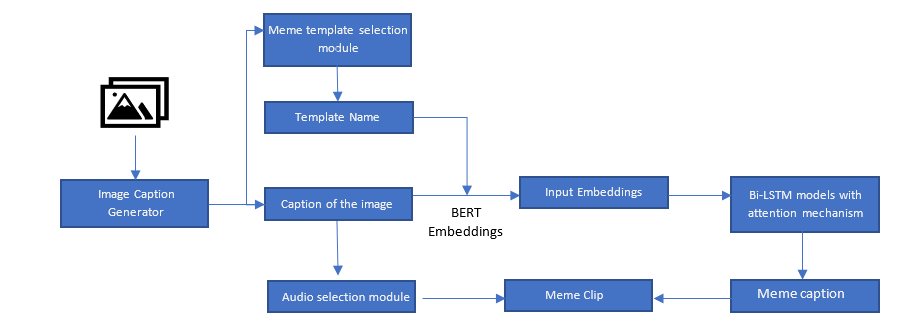 Meme template selection
module
Template Name
Image Caption
Generator
Caption of the image
BERT
Embeddings
Input Embeddings
Bi-LSTM models with
attention mechanism
Audio selection module
Meme Clip
Meme caption